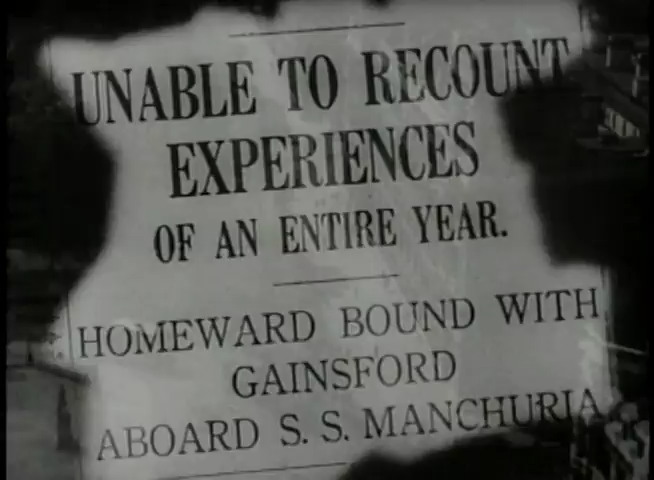 UNABLE TO RECOUNT
EXPERIENCES
OF AN ENTIRE YEAR.
HOMEWARD BOUND WITH
GAINSFORD
ABOARD S. S. MANCHURIA